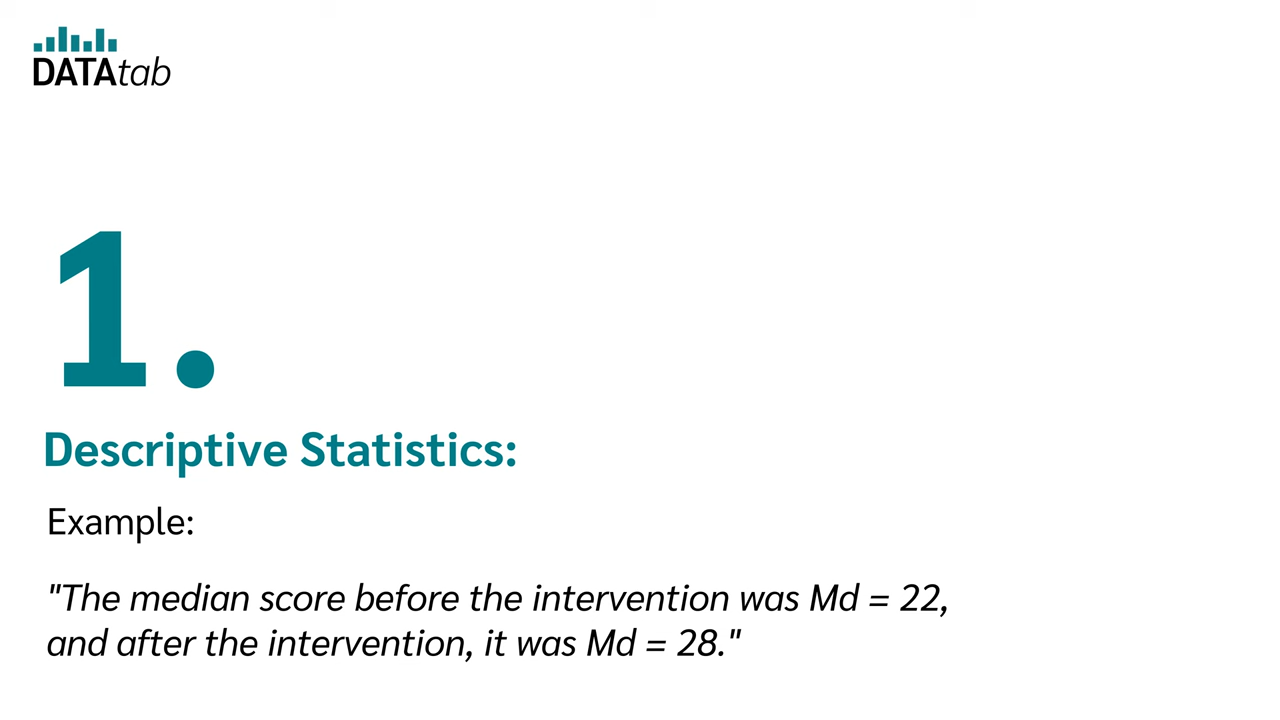 DATAtab
1.
Descriptive Statistics:
Example:
"The median score before the intervention was Md = 22,
and after the intervention, it was Md = 28."